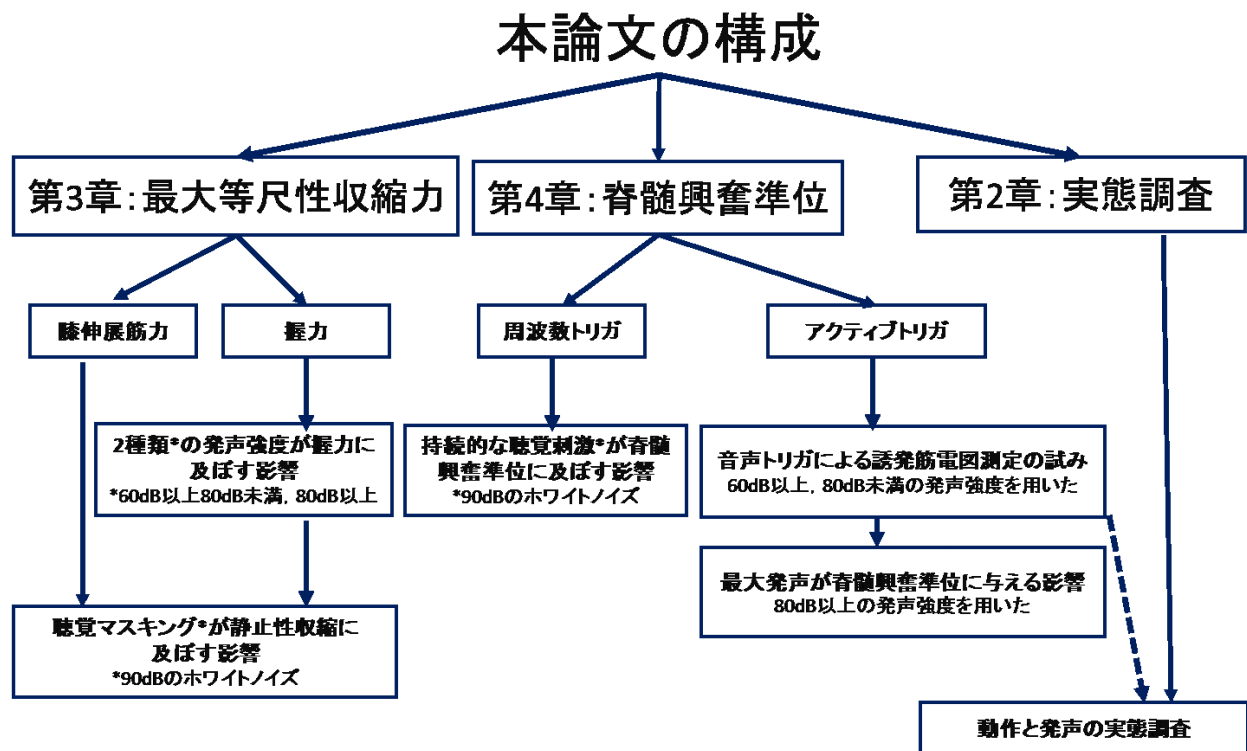 本論文の構成
第3章：最大等尺性収縮力
第4章：脊髄興奮準位
第2章：実態調査
膝伸展筋力
握力
周波数トリガ
アクティブトリガ
2種類*の発声強度が握力に
及ぼす影響
*60dB以上80dB未満，80dB以上
持続的な聴覚刺激*が脊髄
興奮準位に及ぼす影響
*90dBのホワイトノイズ
音声トリガによる誘発筋電図測定の試み
60dB以上，80dB未満の発声強度を用いた
最大発声が脊髄興奮準位に与える影響
80dB以上の発声強度を用いた
聴覚マスキング*が静止性収縮に
及ぼす影響
*90dBのホワイトノイズ
動作と発声の実態調査